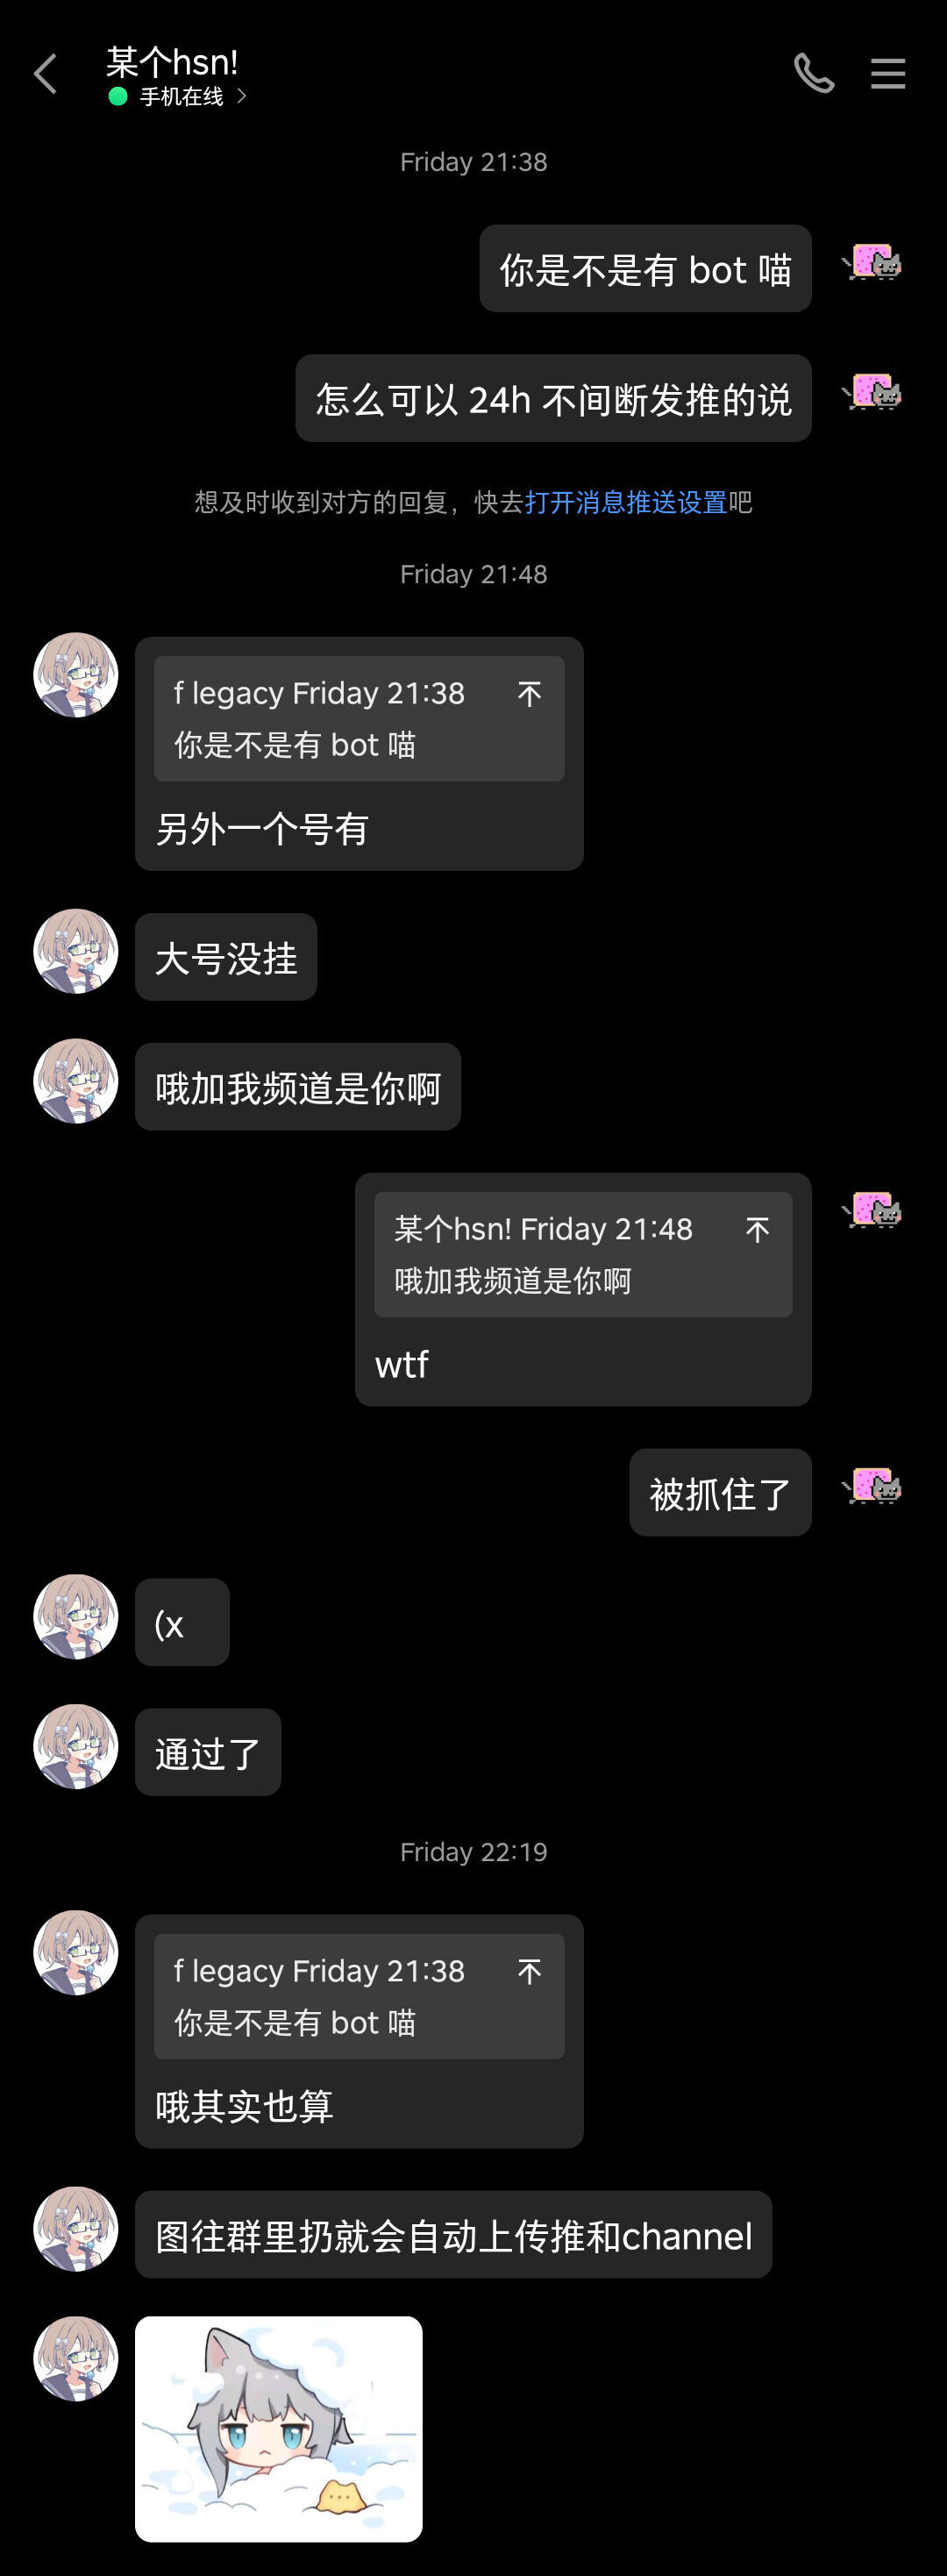 某个hsn!
手机在线
Friday 21:38
你是不是有 bot 喵
怎么可以 24h 不间断发推的说
想及时收到对方的回复，快去打开消息推送设置吧
Friday 21:48
f legacy Friday 21:38
你是不是有 bot 喵
另外一个号有
大号没挂
哦加我频道是你啊
某个hsn! Friday 21:48
哦加我频道是你啊
wtf
被抓住了
(x
通过了
Friday 22:19
f legacy Friday 21:38
你是不是有 bot 喵
哦其实也算
图往群里扔就会自动上传推和channel